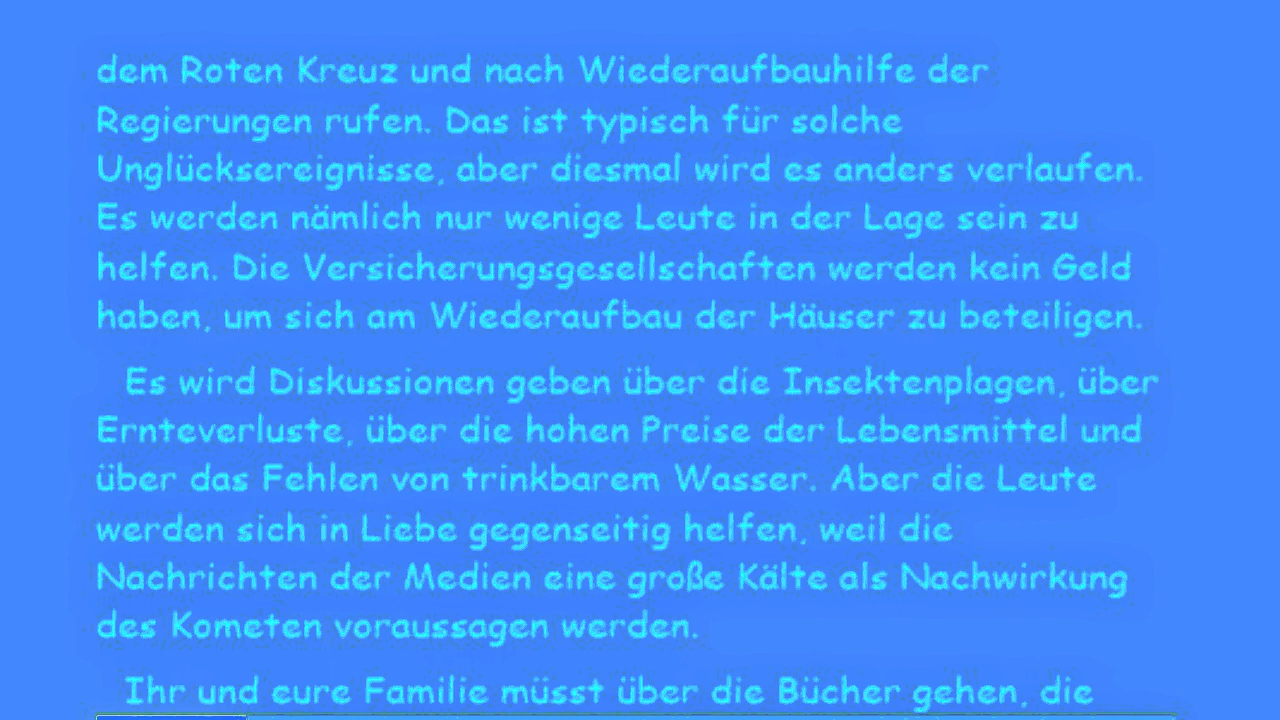 dem Roten Kreuz und nach Wiederaufbauhilfe der
Regierungen rufen. Das ist typisch für solche
Unglücksereignisse, aber diesmal wird es anders verlaufen.
Es werden nämlich nur wenige Leute in der Lage sein zu
helfen. Die Versicherungsgesellschaften werden kein Geld
haben, um sich am Wiederaufbau der Häuser zu beteiligen.
Es wird Diskussionen geben über die Insektenplagen, über
Ernteverluste, über die hohen Preise der Lebensmittel und
über das Fehlen von trinkbarem Wasser. Aber die Leute
werden sich in Liebe gegenseitig helfen, weil die
Nachrichten der Medien eine große Kälte als Nachwirkung
des Kometen voraussagen werden.
Ihr und eure Familie müsst über die Bücher gehen, die